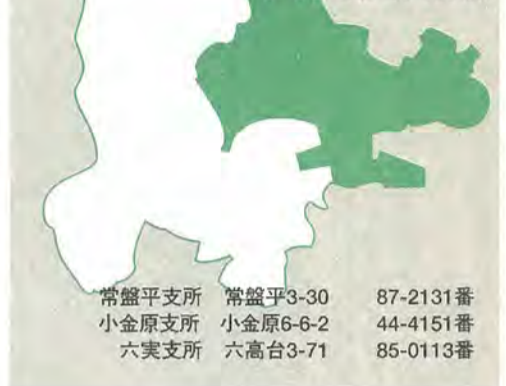 常盤平支所 常盤平3-30 87-2131番
小金原支所 小金原6-6-2 44-4151番
六実支所 六高台3-71 85-0113番